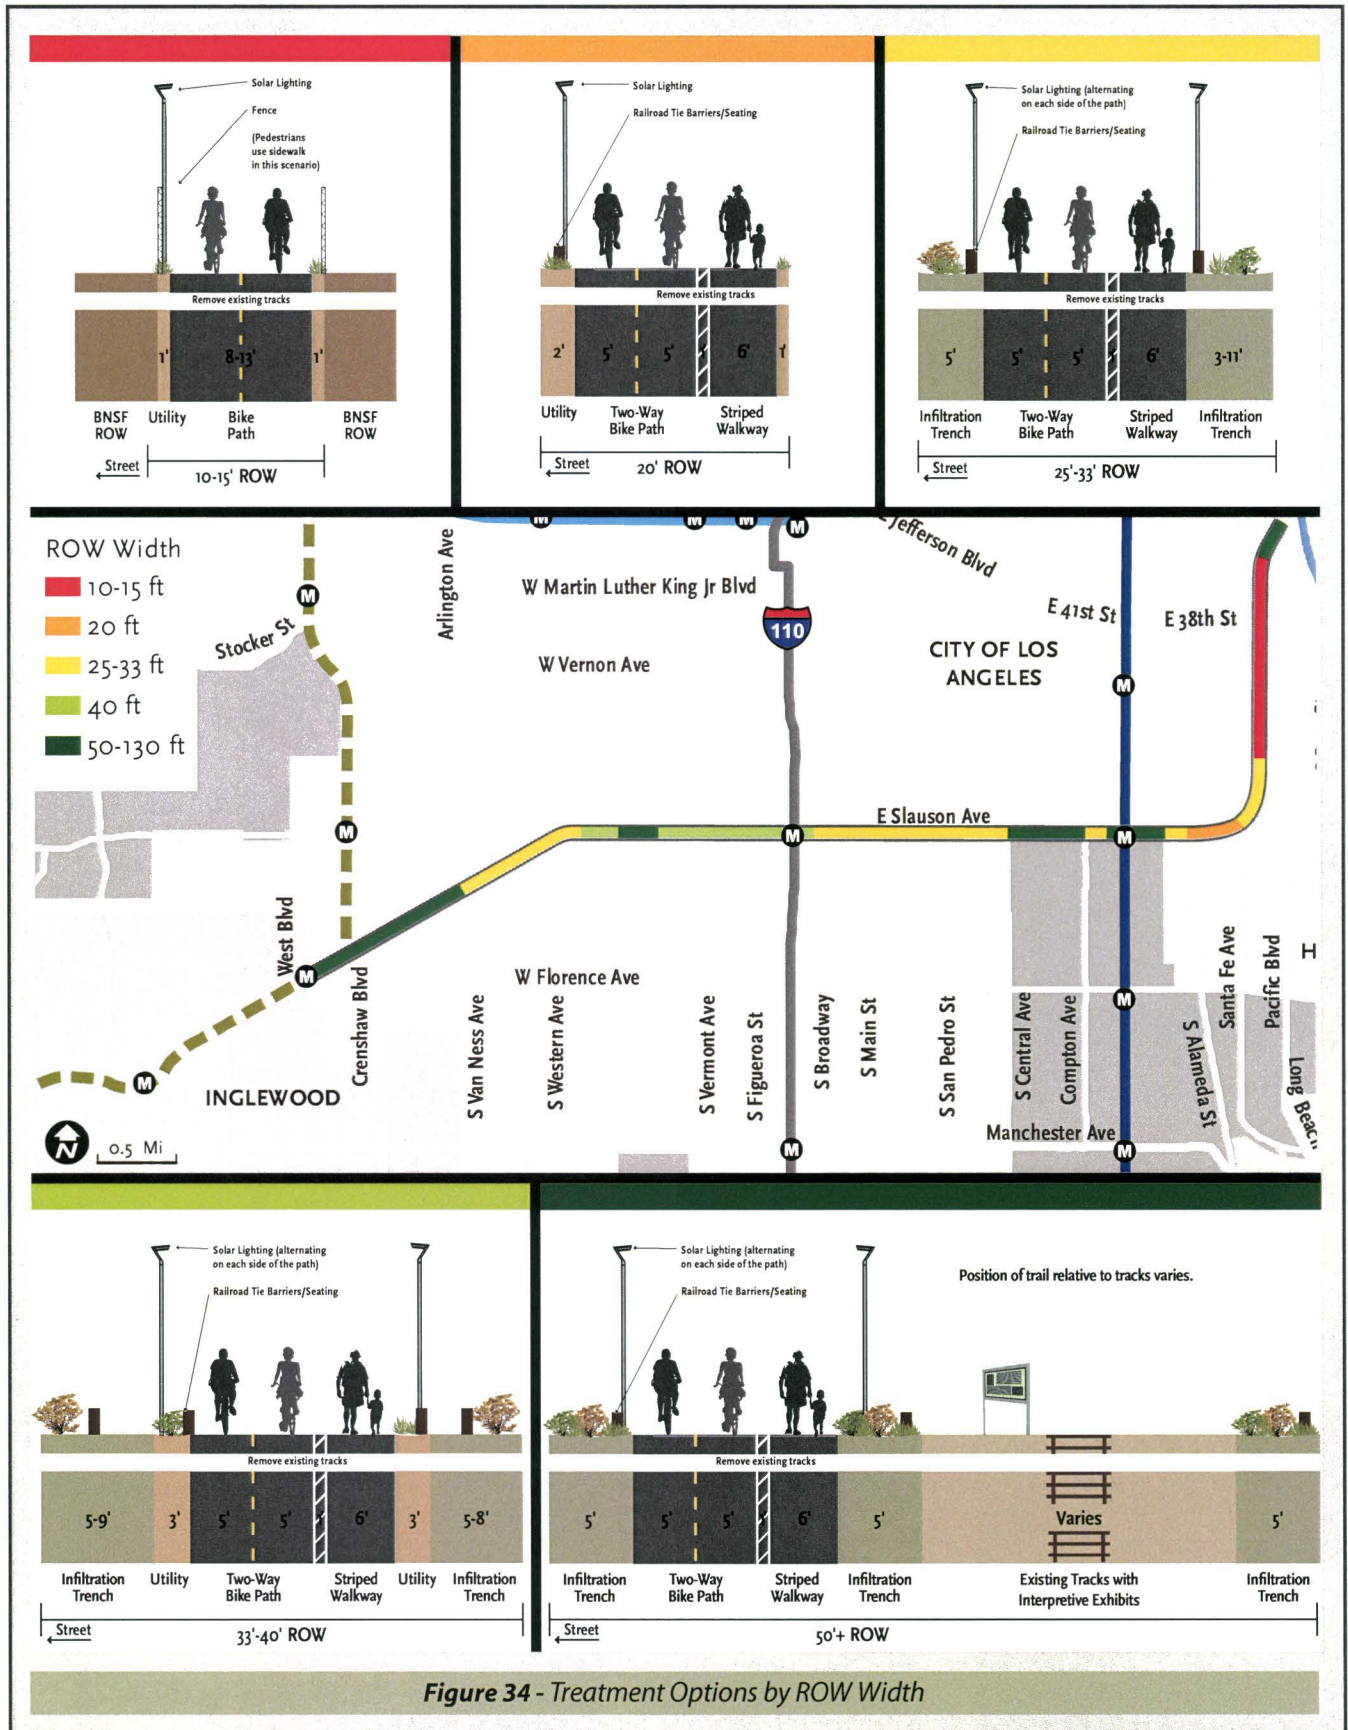 Solar Lighting
Fence
(Pedestrians
use sidewalk
in this scenario)
Remove existing tracks
1'
8-13'
1'
BNSF
ROW
Utility
Bike
Path
BNSF
ROW
Street
10-15' ROW
Solar Lighting
Railroad Tie Barriers/Seating
Remove existing tracks
2'
5'
5'
6'
1'
Utility
Two-Way
Bike Path
Striped
Walkway
Street
20' ROW
Solar Lighting (alternating
on each side of the path)
Railroad Tie Barriers/Seating
Remove existing tracks
5'
5'
5'
6'
3-11'
Infiltration
Trench
Two-Way
Bike Path
Striped
Walkway
Infiltration
Trench
Street
25'-33' ROW
ROW Width
10-15 ft
20 ft
25-33 ft
40 ft
50-130 ft
M
M
M
M
M
M
M
M
M
M
M
M
M
M
Stocker St
Arlington Ave
W Martin Luther King Jr Blvd
W Vernon Ave
110
E Jefferson Blvd
CITY OF LOS
ANGELES
E 41st St
E 38th St
E Slauson Ave
West Blvd
Crenshaw Blvd
W Florence Ave
S Van Ness Ave
S Western Ave
S Vermont Ave
S Figueroa St
S Broadway
S Main St
S San Pedro St
S Central Ave
Compton Ave
S Alameda St
Santa Fe Ave
Pacific Blvd
Long Beach
H
Manchester Ave
INGLEWOOD
N
0.5 Mi
Solar Lighting (alternating
on each side of the path)
Railroad Tie Barriers/Seating
Remove existing tracks
5-9'
3'
5'
5'
6'
3'
5-8'
Infiltration
Trench
Utility
Two-Way
Bike Path
Striped
Walkway
Utility
Infiltration
Trench
Street
33'-40' ROW
Solar Lighting (alternating
on each side of the path)
Railroad Tie Barriers/Seating
Position of trail relative to tracks varies.
Remove existing tracks
5'
5'
5'
6'
5'
Varies
5'
Infiltration
Trench
Two-Way
Bike Path
Striped
Walkway
Infiltration
Trench
Existing Tracks with
Interpretive Exhibits
Infiltration
Trench
Street
50'+ ROW
Figure 34 - Treatment Options by ROW Width